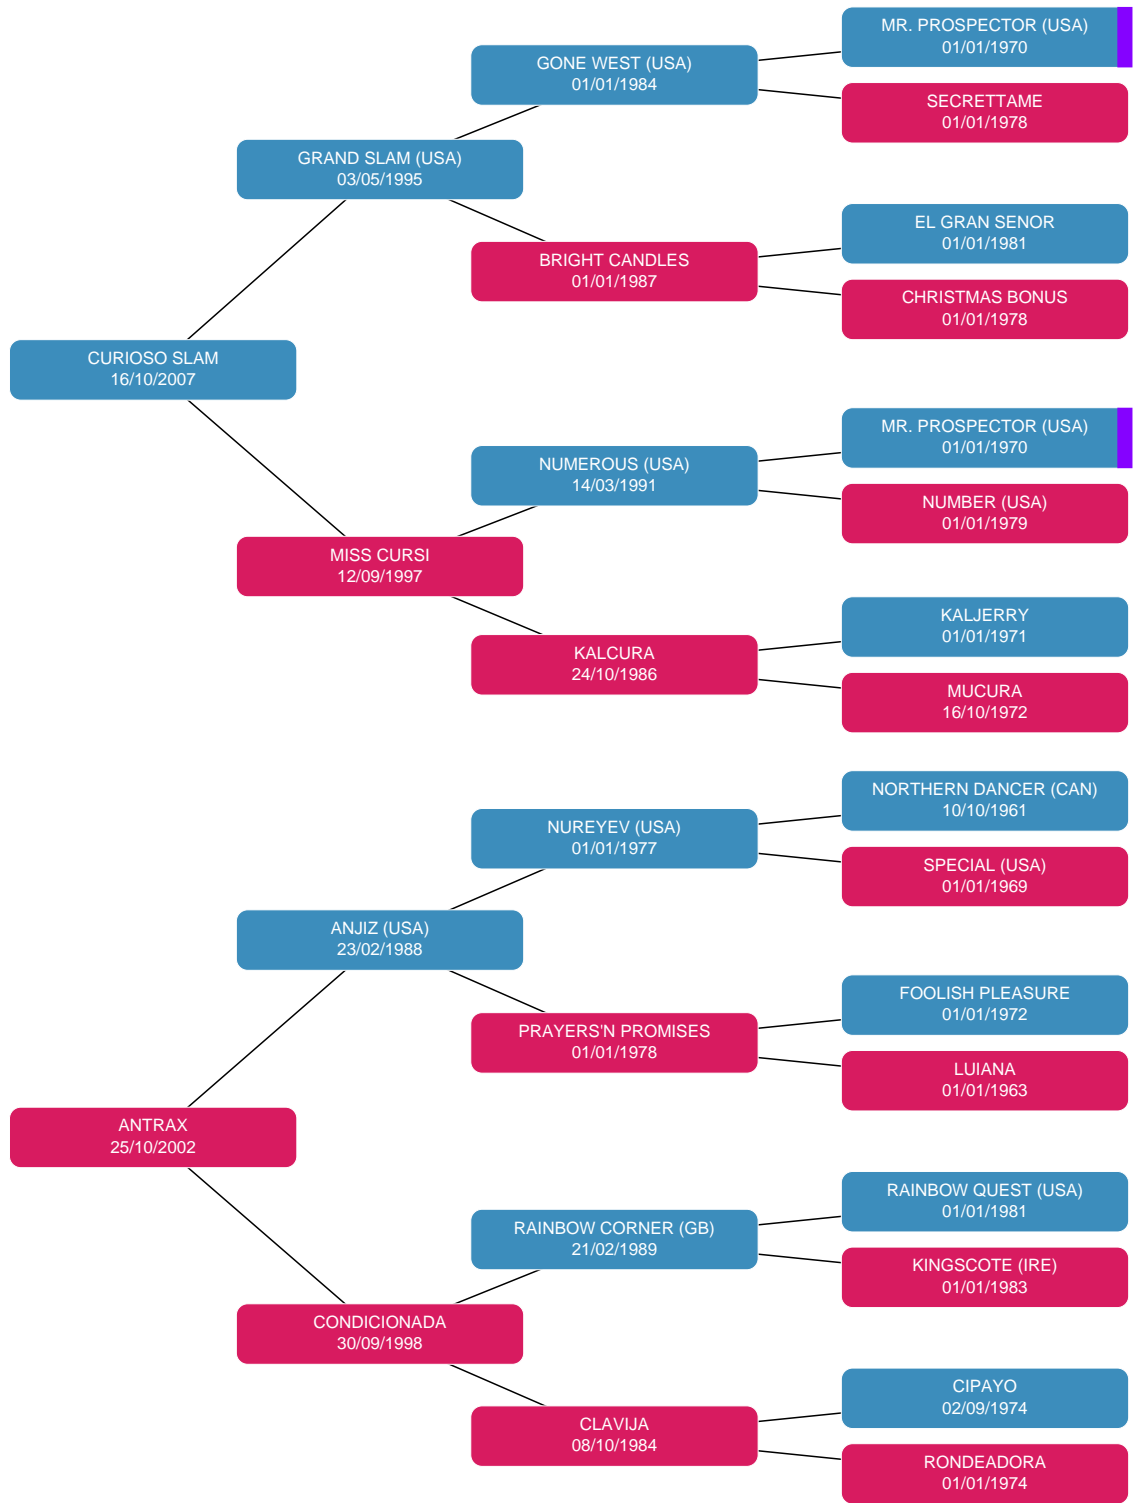 MR. PROSPECTOR (USA)
01/01/1970
GONE WEST (USA)
01/01/1984
SECRETTAME
01/01/1978
GRAND SLAM (USA)
03/05/1995
EL GRAN SENOR
01/01/1981
BRIGHT CANDLES
01/01/1987
CHRISTMAS BONUS
01/01/1978
CURIOSO SLAM
16/10/2007
MR. PROSPECTOR (USA)
01/01/1970
NUMEROUS (USA)
14/03/1991
NUMBER (USA)
01/01/1979
MISS CURSI
12/09/1997
KALJERRY
01/01/1971
KALCURA
24/10/1986
MUCURA
16/10/1972
NORTHERN DANCER (CAN)
10/10/1961
NUREYEV (USA)
01/01/1977
SPECIAL (USA)
01/01/1969
ANJIZ (USA)
23/02/1988
FOOLISH PLEASURE
01/01/1972
PRAYERS'N PROMISES
01/01/1978
LUIANA
01/01/1963
ANTRAX
25/10/2002
RAINBOW QUEST (USA)
01/01/1981
RAINBOW CORNER (GB)
21/02/1989
KINGSCOTE (IRE)
01/01/1983
CONDICIONADA
30/09/1998
CIPAYO
02/09/1974
CLAVIJA
08/10/1984
RONDEADORA
01/01/1974